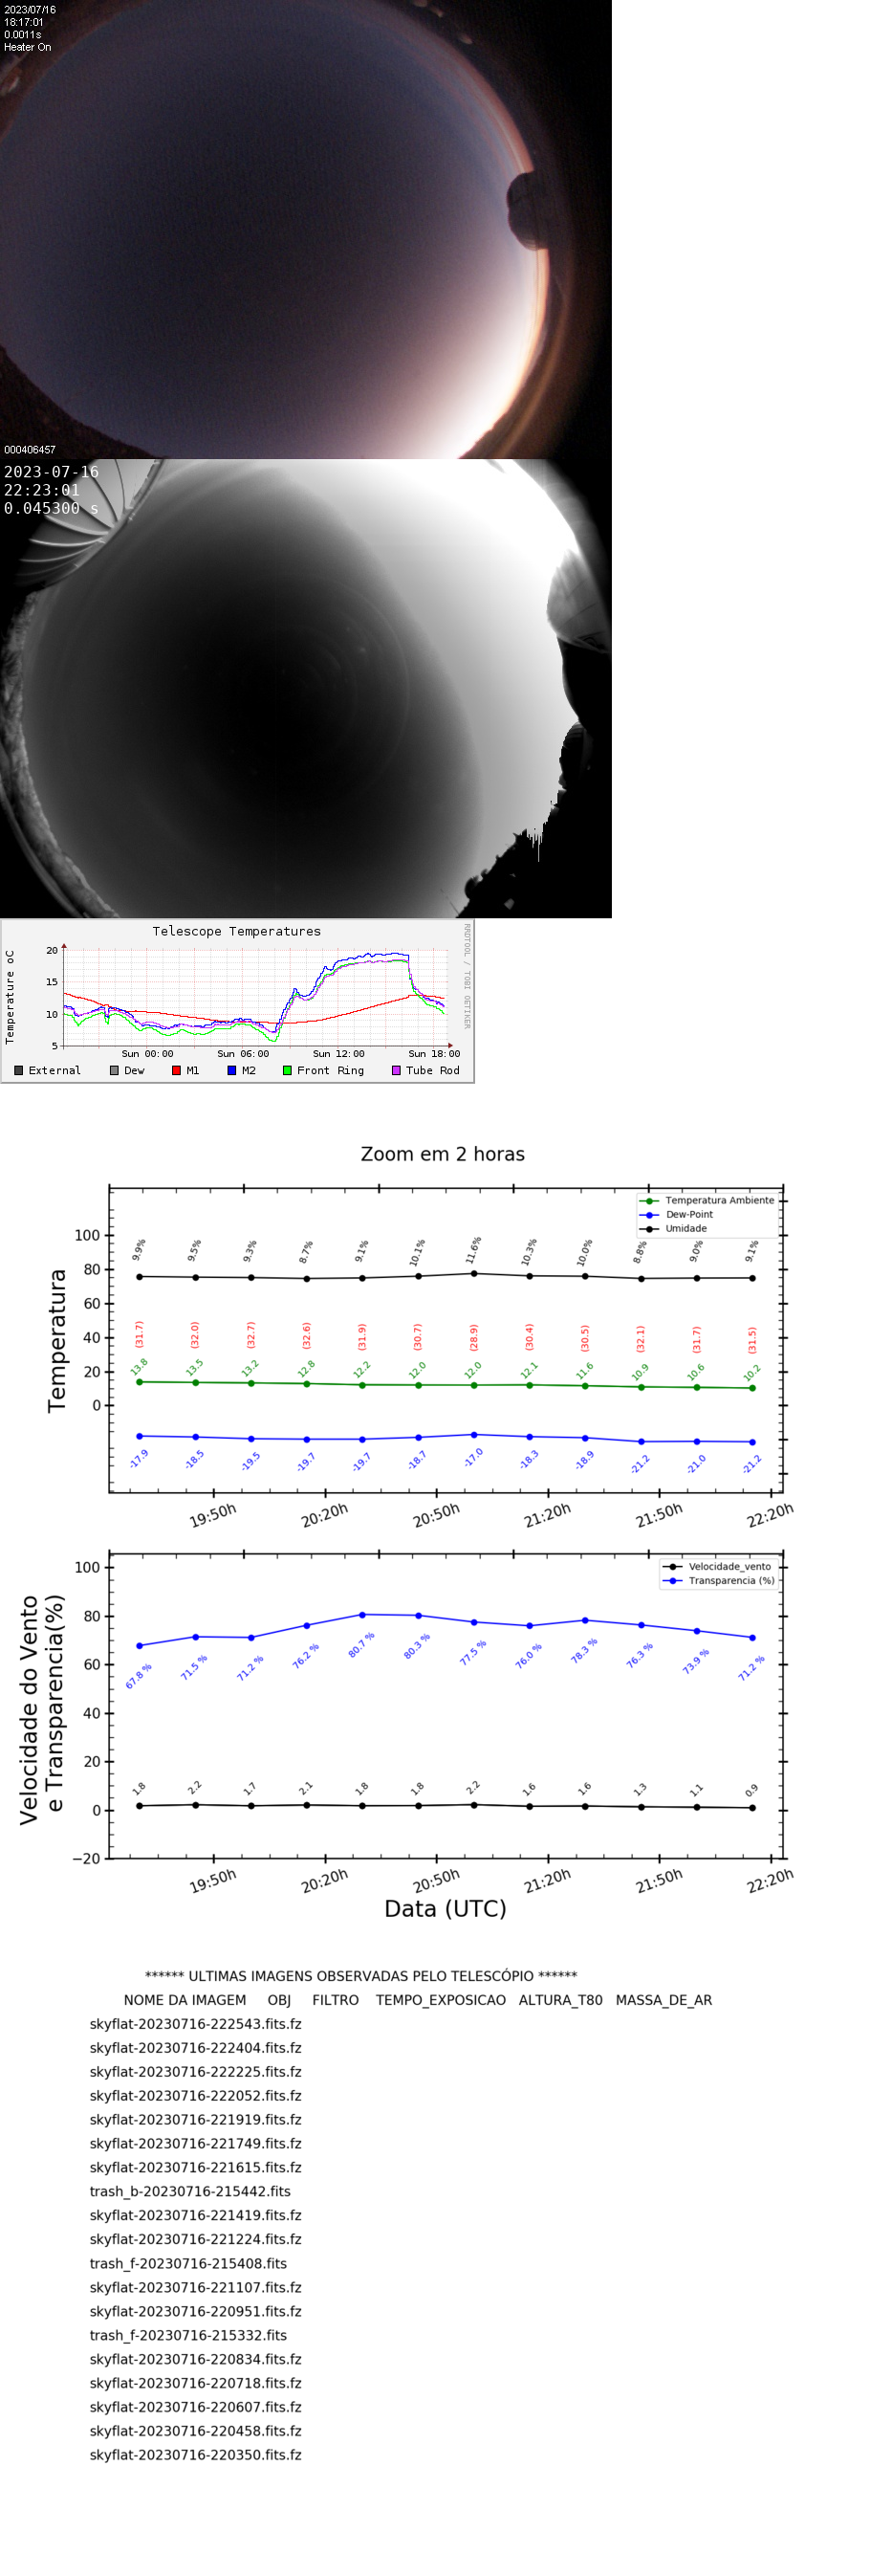 2023/07/16
18:17:01
0.0011s
Heater On
000406457
2023-07-16
22:23:01
0.045300 s
Telescope Temperatures
RRDTOOL / TOBI OETIKER
Temperature oC
20
15
10
5
Sun 00:00 Sun 06:00 Sun 12:00 Sun 18:00
External Dew M1 M2 Front Ring Tube Rod
Zoom em 2 horas
Temperatura Ambiente
Dew-Point
Umidade
Temperatura
100
80
60
40
20
0
9.9% 9.5% 9.3% 8.7% 9.1% 10.1% 11.6% 10.3% 10.0% 8.8% 9.0% 9.1%
(31.7) (32.0) (32.7) (32.6) (31.9) (30.7) (28.9) (30.4) (30.5) (32.1) (31.7) (31.5)
13.8 13.5 13.2 12.8 12.2 12.0 12.0 12.1 11.6 10.9 10.6 10.2
-17.9 -18.5 -19.5 -19.7 -19.7 -18.7 -17.0 -18.3 -18.9 -21.2 -21.0 -21.2
19:50h 20:20h 20:50h 21:20h 21:50h 22:20h
Velocidade_vento
Transparencia (%)
Velocidade do Vento
e Transparencia(%)
100
80
60
40
20
0
−20
67.8 % 71.5 % 71.2 % 76.2 % 80.7 % 80.3 % 77.5 % 76.0 % 78.3 % 76.3 % 73.9 % 71.2 %
1.8 2.2 1.7 2.1 1.8 1.8 2.2 1.6 1.6 1.3 1.1 0.9
19:50h 20:20h 20:50h 21:20h 21:50h 22:20h
Data (UTC)
****** ULTIMAS IMAGENS OBSERVADAS PELO TELESCÓPIO ******
NOME DA IMAGEM OBJ FILTRO TEMPO_EXPOSICAO ALTURA_T80 MASSA_DE_AR
skyflat-20230716-222543.fits.fz
skyflat-20230716-222404.fits.fz
skyflat-20230716-222225.fits.fz
skyflat-20230716-222052.fits.fz
skyflat-20230716-221919.fits.fz
skyflat-20230716-221749.fits.fz
skyflat-20230716-221615.fits.fz
trash_b-20230716-215442.fits
skyflat-20230716-221419.fits.fz
skyflat-20230716-221224.fits.fz
trash_f-20230716-215408.fits
skyflat-20230716-221107.fits.fz
skyflat-20230716-220951.fits.fz
trash_f-20230716-215332.fits
skyflat-20230716-220834.fits.fz
skyflat-20230716-220718.fits.fz
skyflat-20230716-220607.fits.fz
skyflat-20230716-220458.fits.fz
skyflat-20230716-220350.fits.fz